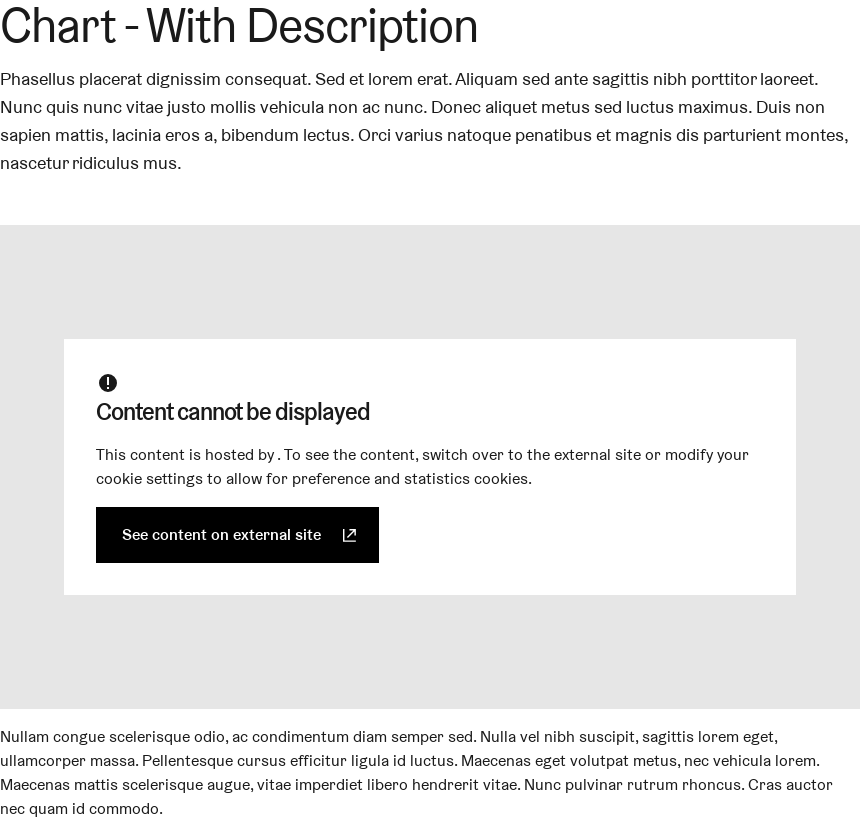 Chart - With Description
Phasellus placerat dignissim consequat. Sed et lorem erat. Aliquam sed ante sagittis nibh porttitor laoreet.
Nunc quis nunc vitae justo mollis vehicula non ac nunc. Donec aliquet metus sed luctus maximus. Duis non
sapien mattis, lacinia eros a, bibendum lectus. Orci varius natoque penatibus et magnis dis parturient montes,
nascetur ridiculus mus.
Content cannot be displayed
This content is hosted by . To see the content, switch over to the external site or modify your
cookie settings to allow for preference and statistics cookies.
See content on external site
Nullam congue scelerisque odio, ac condimentum diam semper sed. Nulla vel nibh suscipit, sagittis lorem eget,
ullamcorper massa. Pellentesque cursus efficitur ligula id luctus. Maecenas eget volutpat metus, nec vehicula lorem.
Maecenas mattis scelerisque augue, vitae imperdiet libero hendrerit vitae. Nunc pulvinar rutrum rhoncus. Cras auctor
nec quam id commodo.